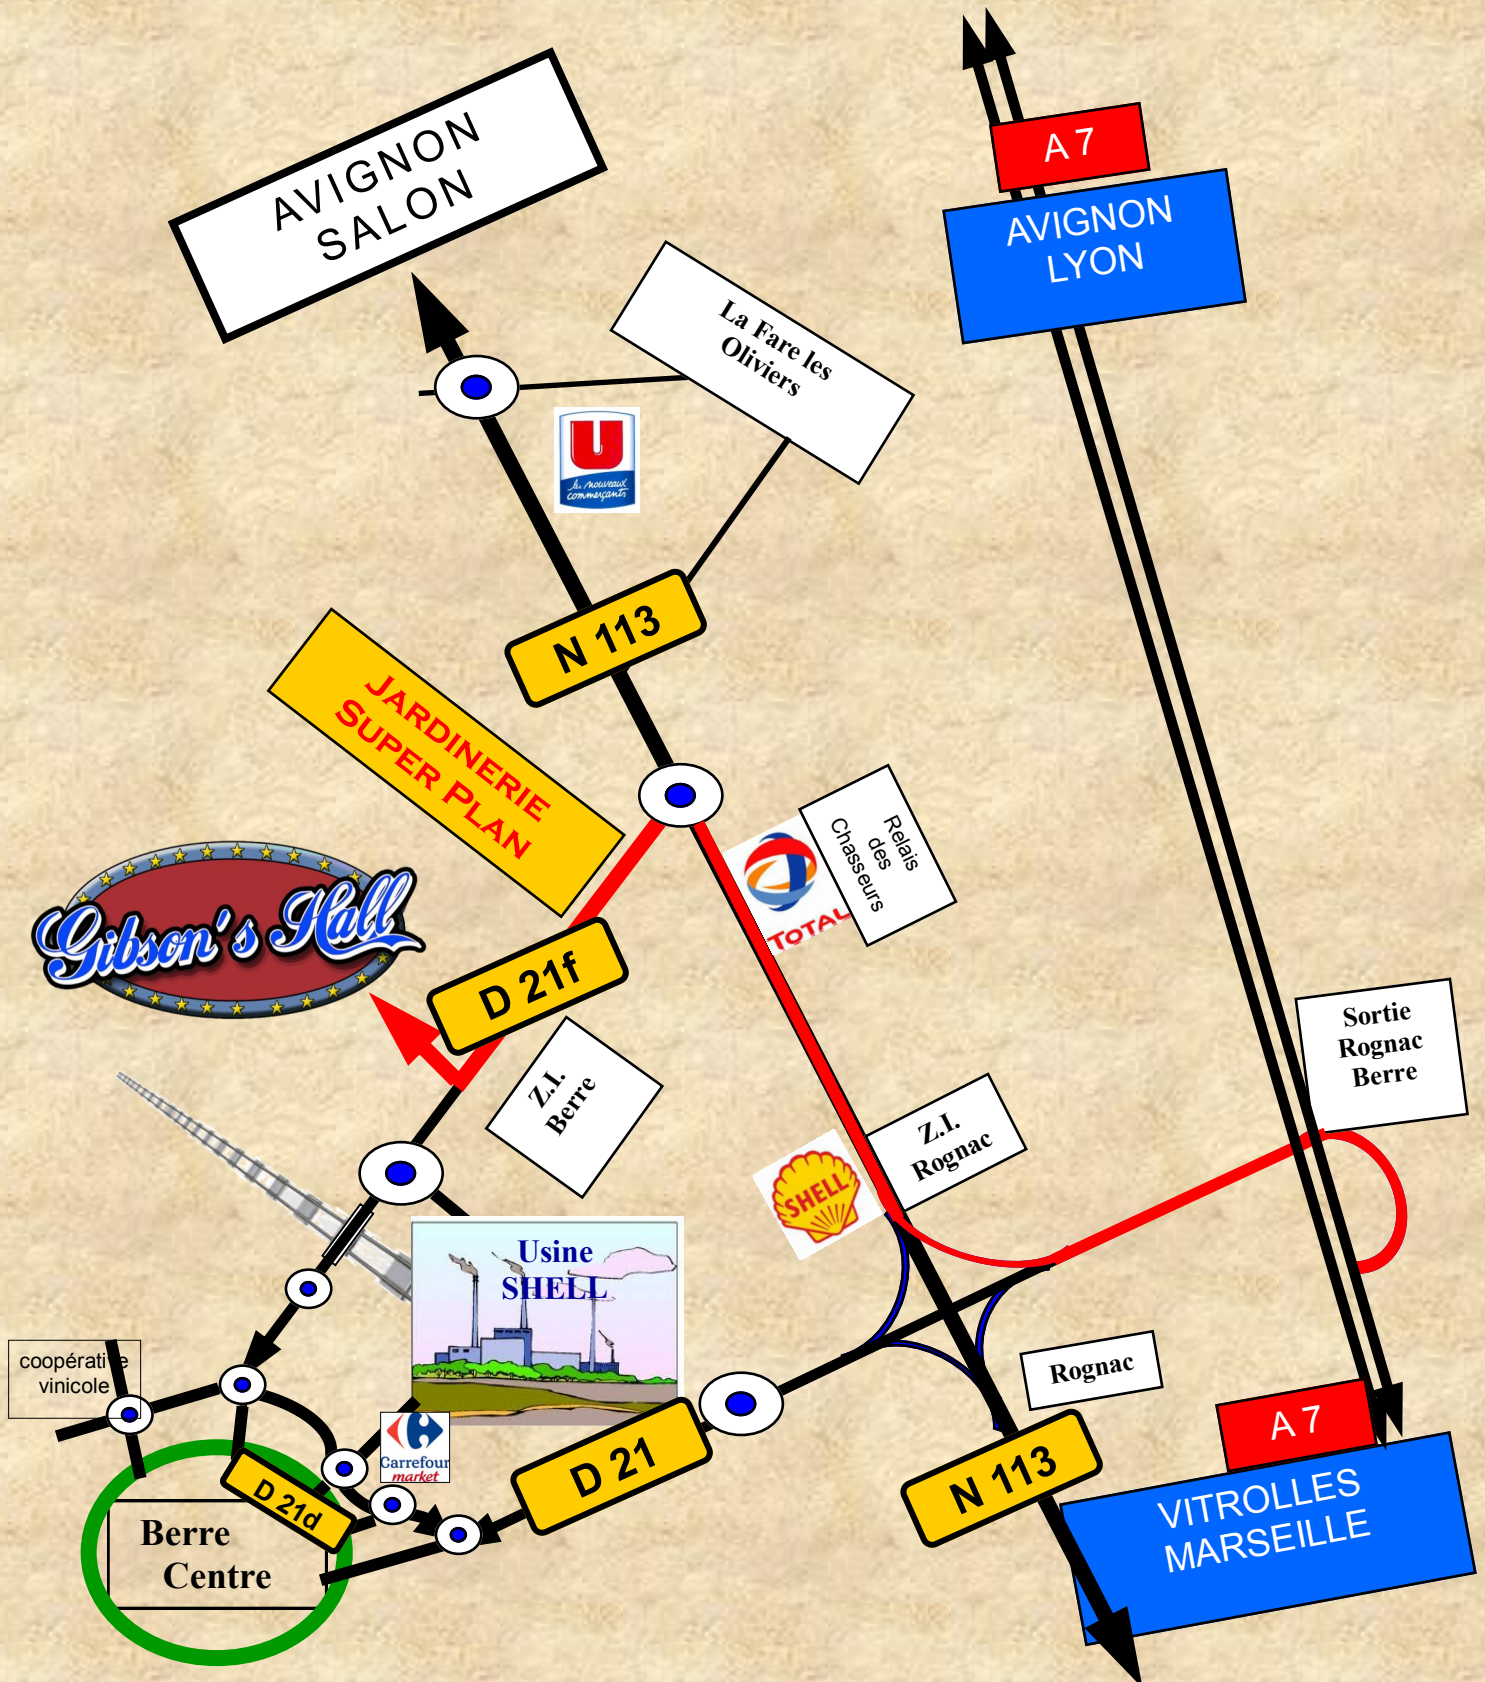 A 7
AVIGNON
LYON
AVIGNON
SALON
La Fare les
Oliviers
U
les nouveaux
commerçants
N 113
JARDINERIE
SUPER PLAN
Relais
des
Chasseurs
TOTAL
Gibson's Hall
D 21f
Sortie
Rognac
Berre
Z.I.
Berre
Z.I.
Rognac
SHELL
Usine
SHELL
coopérative
vinicole
Rognac
Carrefour
market
D 21
D 21d
N 113
A 7
VITROLLES
MARSEILLE
Berre
Centre